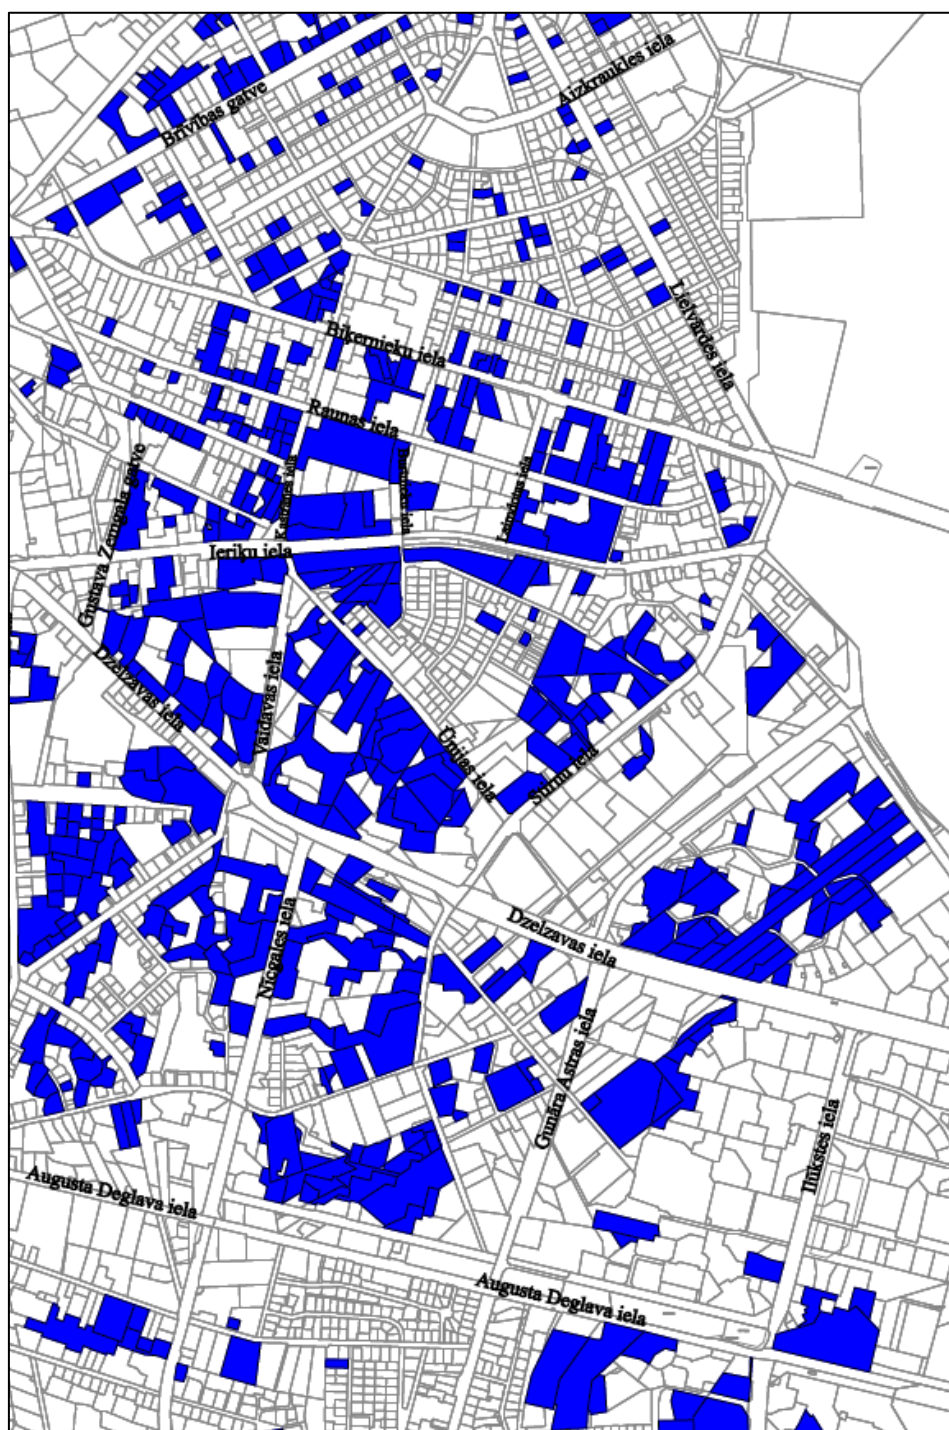 Aizkraukles iela
Brīvības gatve
Lielvārdes iela
Biķernieku iela
Raunas iela
Gustava Zemgala gatve
Kastrānes iela
Ieriķu iela
Dzelzavas iela
Vaidavas iela
Ūnijas iela
Stirnu iela
Dzelzavas iela
Nīcgales iela
Gunāra Astras iela
Ilūkstes iela
Augusta Deglava iela
Augusta Deglava iela